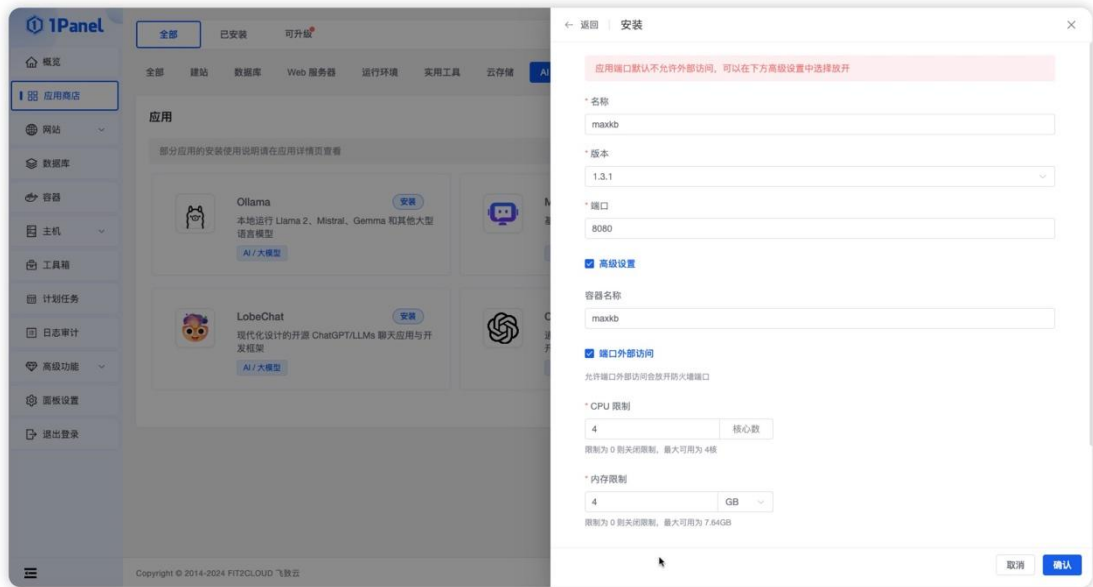 1Panel
概览
应用商店
网站
数据库
容器
主机
工具箱
计划任务
日志审计
高级功能
面板设置
退出登录
全部
已安装
可升级
全部
建站
数据库
Web 服务器
运行环境
实用工具
云存储
AI
应用
部分应用的安装使用说明请在应用详情页查看
Ollama
安装
本地运行 Llama 2、Mistral、Gemma 和其他大型
语言模型
AI / 大模型
LobeChat
安装
现代化设计的开源 ChatGPT/LLMs 聊天应用与开
发框架
AI / 大模型
Copyright © 2014-2024 FIT2CLOUD 飞致云
返回
安装
应用端口默认不允许外部访问，可以在下方高级设置中选择放开
* 名称
maxkb
* 版本
1.3.1
* 端口
8080
高级设置
容器名称
maxkb
端口外部访问
允许端口外部访问会放开防火墙端口
* CPU 限制
4
核心数
限制为 0 则关闭限制，最大可用为 4核
* 内存限制
4
GB
限制为 0 则关闭限制，最大可用为 7.64GB
取消
确认